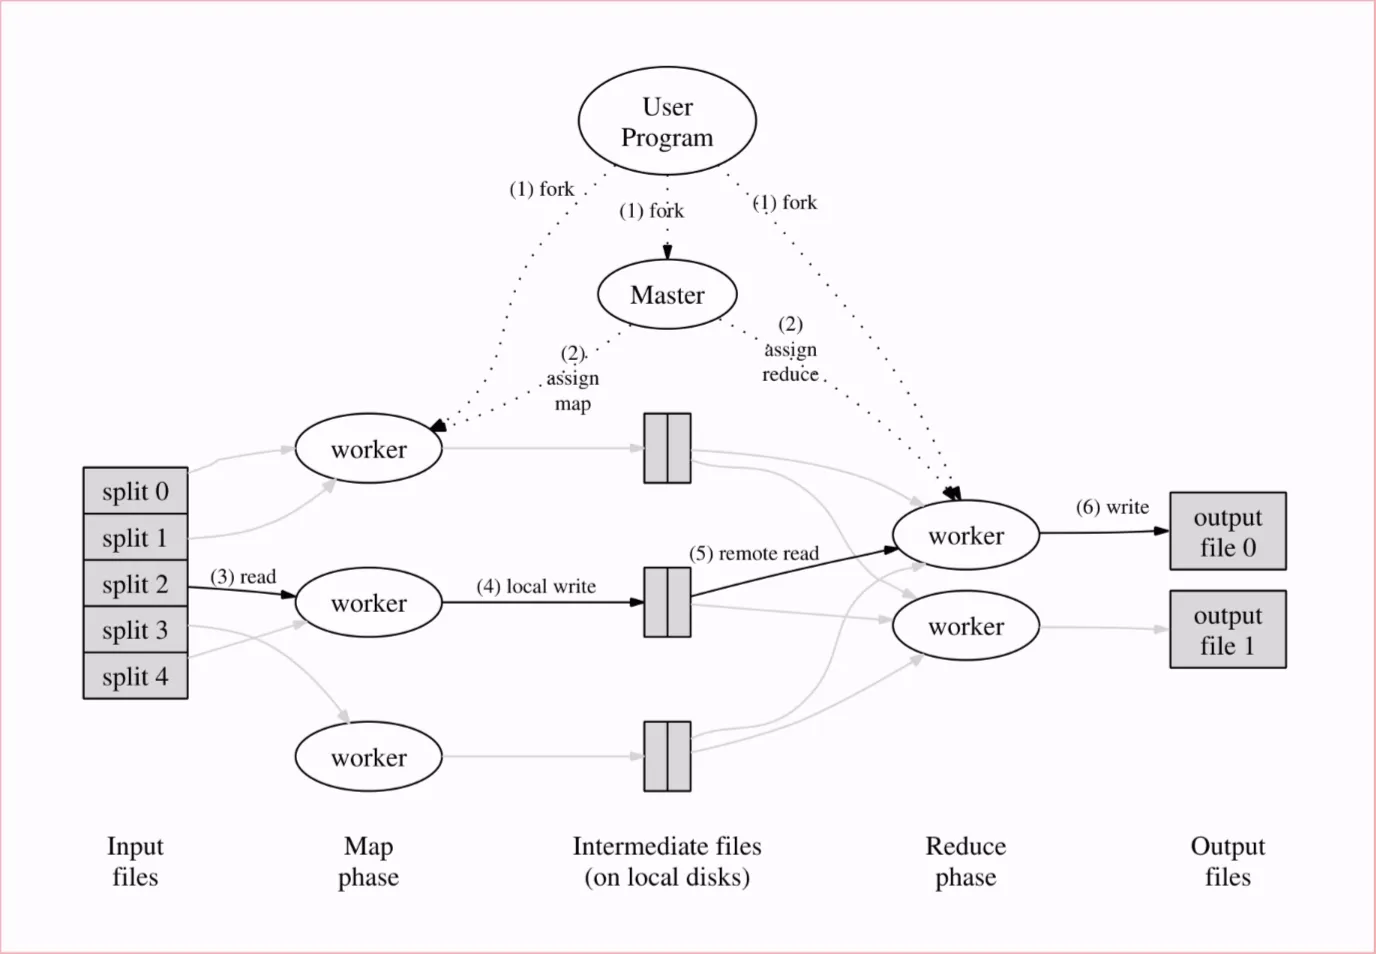 User
Program
(1) fork
(1) fork
(1) fork
Master
(2)
assign
map
(2)
assign
reduce
worker
split 0
split 1
split 2
split 3
split 4
(3) read
worker
(4) local write
(5) remote read
worker
(6) write
output
file 0
worker
output
file 1
worker
Input
files
Map
phase
Intermediate files
(on local disks)
Reduce
phase
Output
files